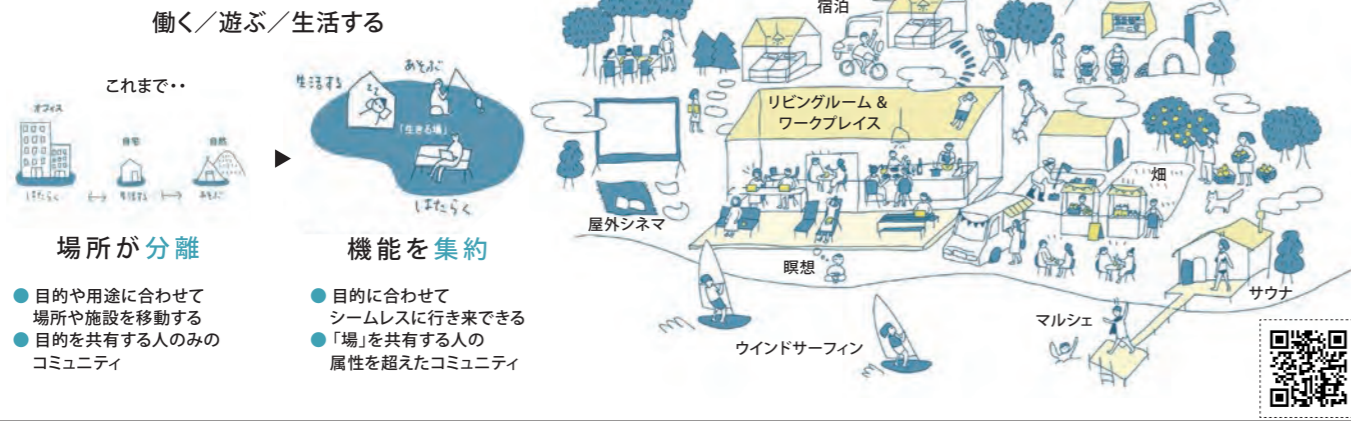 働く／遊ぶ／生活する
これまで・・
オフィス
自宅
自然
はたらく
生活する
あそぶ
場所が分離
● 目的や用途に合わせて
場所や施設を移動する
● 目的を共有する人のみの
コミュニティ
▶
生活する
あそぶ
zz
「生きる場」
はたらく
機能を集約
● 目的に合わせて
シームレスに行き来できる
● 「場」を共有する人の
属性を超えたコミュニティ
宿泊
リビングルーム &
ワークプレイス
畑
屋外シネマ
瞑想
サウナ
マルシェ
ウインドサーフィン